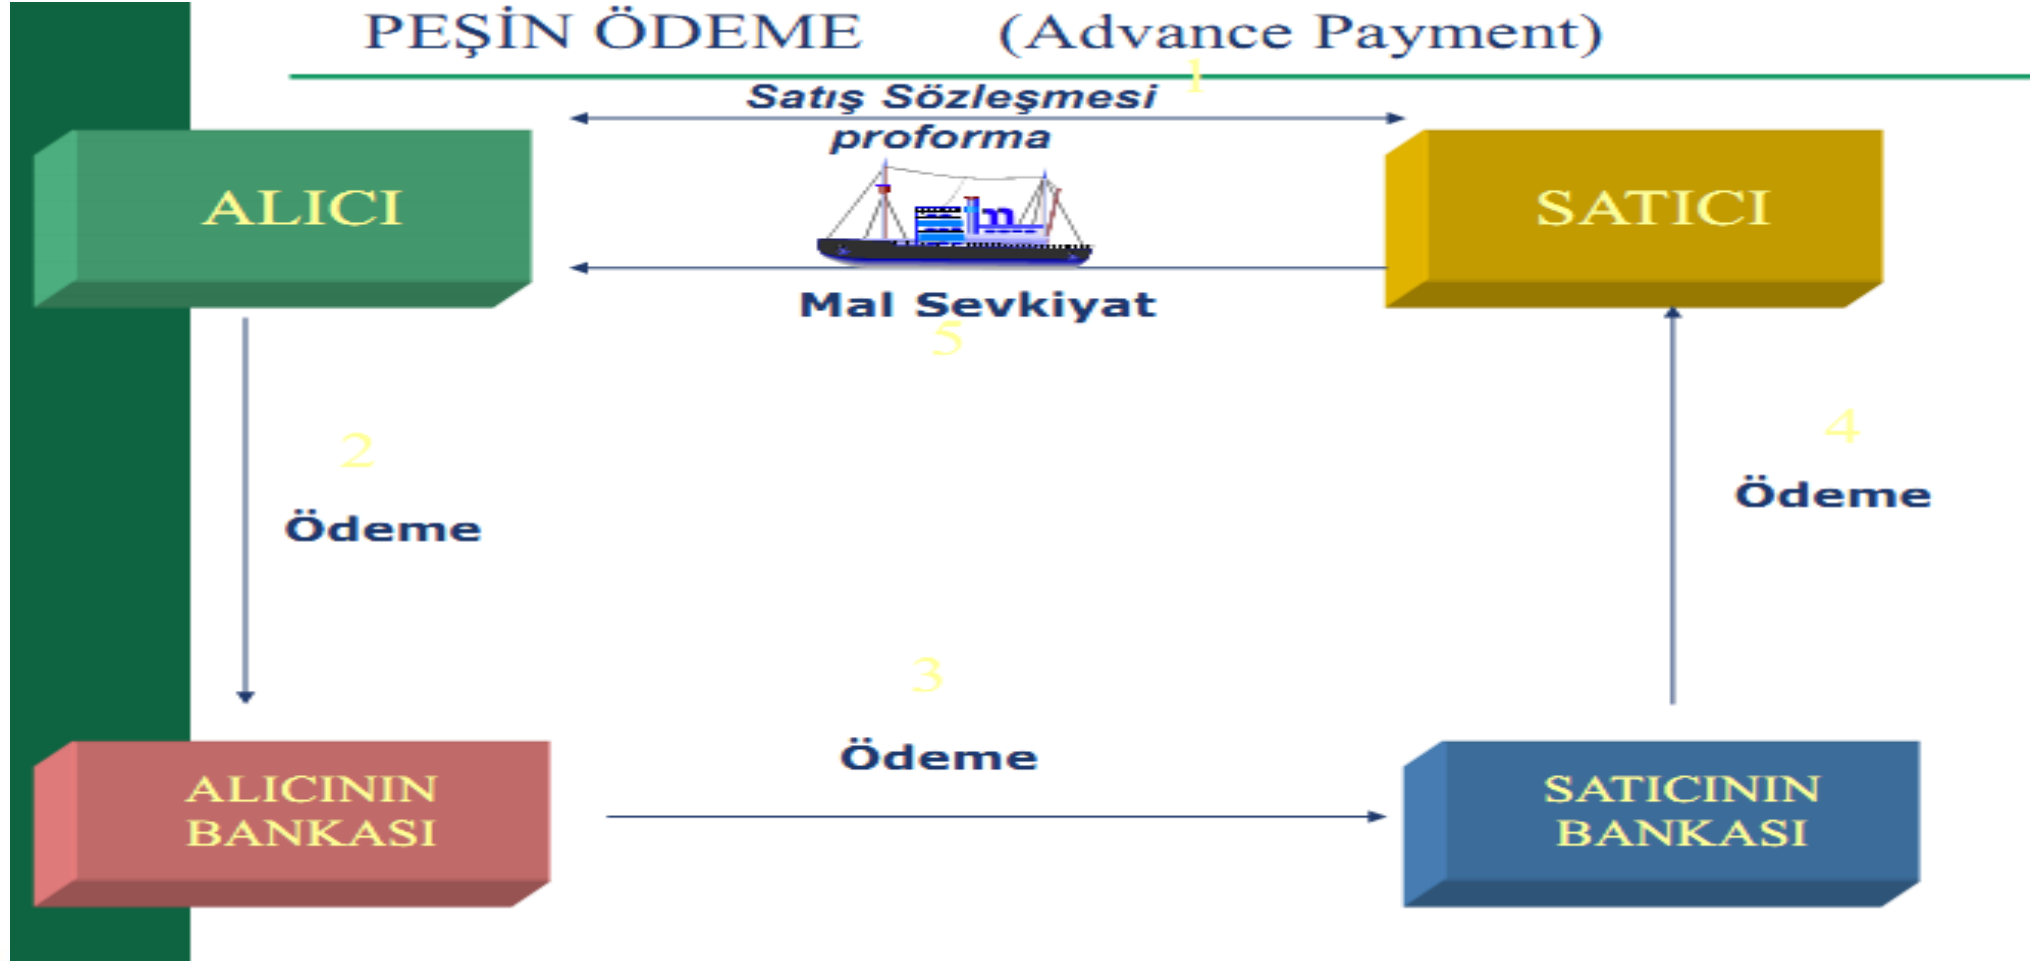 PEŞİN ÖDEME (Advance Payment)
1
Satış Sözleşmesi
proforma
ALICI
SATICI
Mal Sevkiyat
5
2
Ödeme
4
Ödeme
3
Ödeme
ALICININ
BANKASI
SATICININ
BANKASI